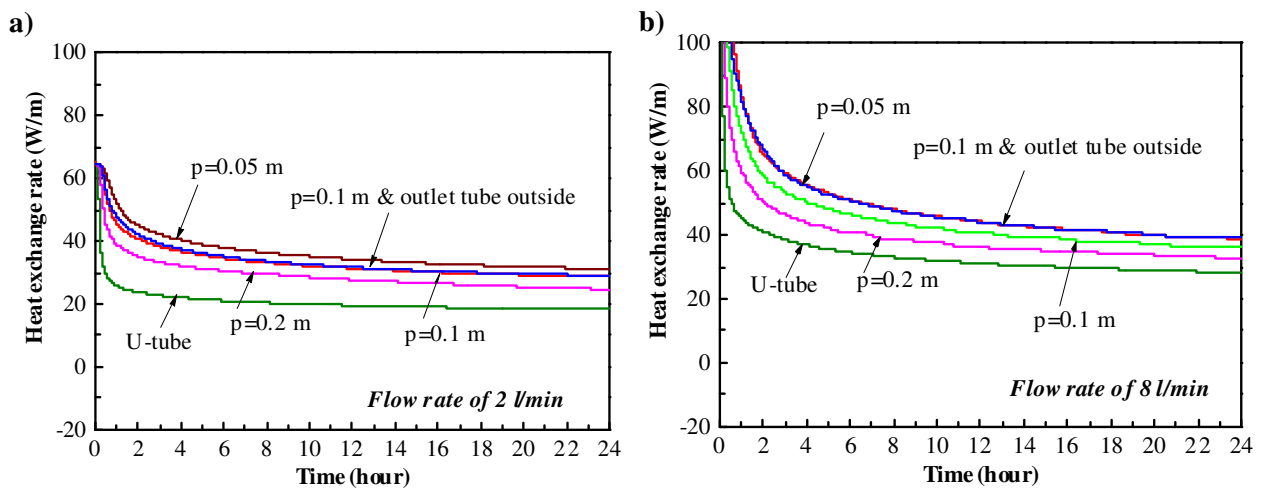 a)
Heat exchange rate (W/m)
100
80
60
40
20
0
-20
p=0.05 m
p=0.1 m & outlet tube outside
U-tube
p=0.2 m
p=0.1 m
Flow rate of 2 l/min
0 2 4 6 8 10 12 14 16 18 20 22 24
Time (hour)
b)
Heat exchange rate (W/m)
100
80
60
40
20
0
-20
p=0.05 m
p=0.1 m & outlet tube outside
U-tube
p=0.2 m
p=0.1 m
Flow rate of 8 l/min
0 2 4 6 8 10 12 14 16 18 20 22 24
Time (hour)